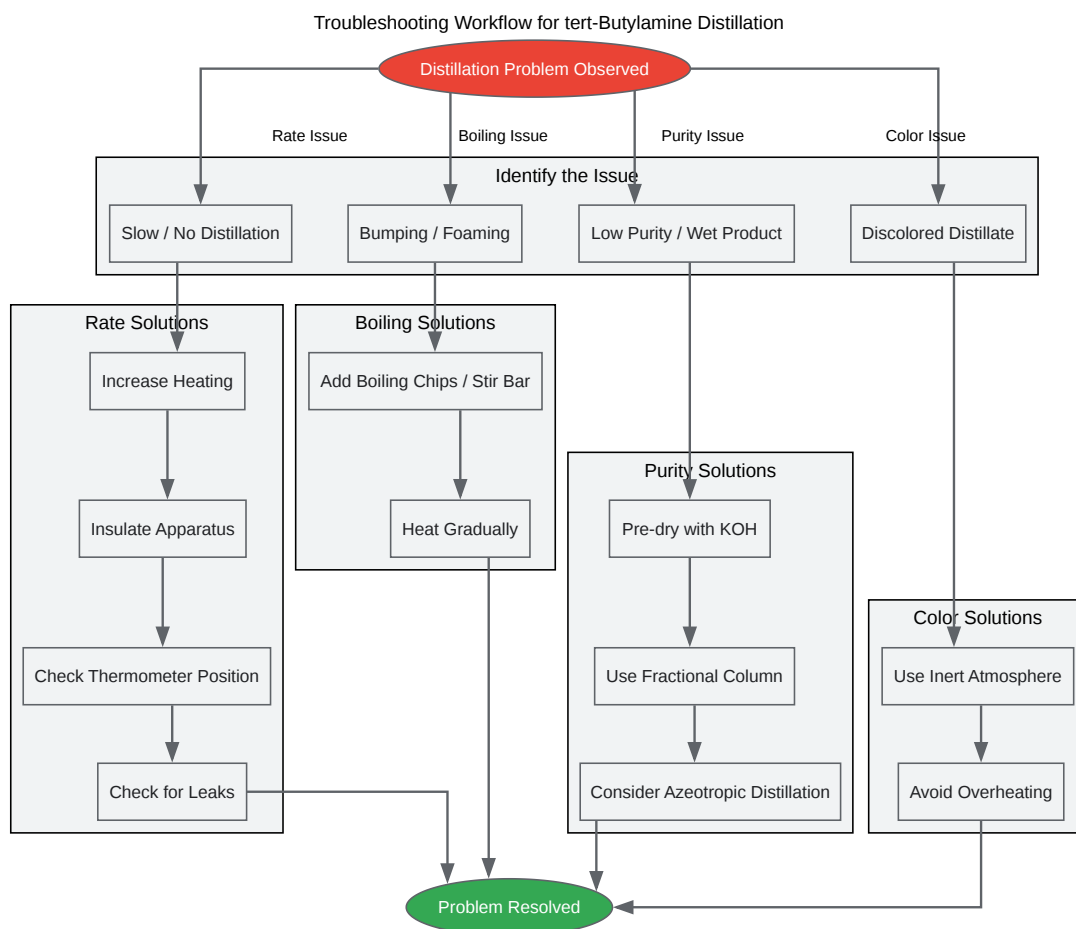 Troubleshooting Workflow for tert-Butylamine Distillation
Distillation Problem Observed
Rate Issue
Boiling Issue
Purity Issue
Color Issue
Identify the Issue
Slow / No Distillation
Bumping / Foaming
Low Purity / Wet Product
Discolored Distillate
Rate Solutions
Increase Heating
Insulate Apparatus
Check Thermometer Position
Check for Leaks
Boiling Solutions
Add Boiling Chips / Stir Bar
Heat Gradually
Purity Solutions
Pre-dry with KOH
Use Fractional Column
Consider Azeotropic Distillation
Color Solutions
Use Inert Atmosphere
Avoid Overheating
Problem Resolved